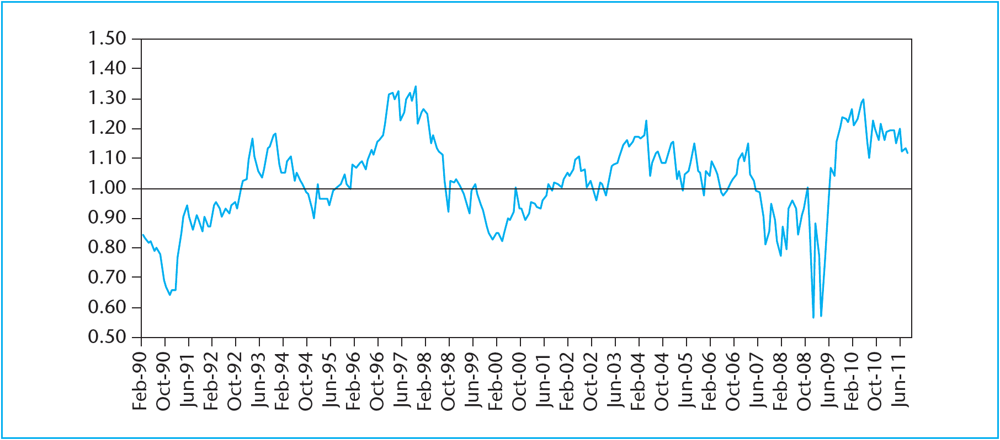 1.50
1.40
1.30
1.20
1.10
1.00
0.90
0.80
0.70
0.60
0.50
Feb-90
Oct-90
Jun-91
Feb-92
Oct-92
Jun-93
Feb-94
Oct-94
Jun-95
Feb-96
Oct-96
Jun-97
Feb-98
Oct-98
Jun-99
Feb-00
Oct-00
Jun-01
Feb-02
Oct-02
Jun-03
Feb-04
Oct-04
Jun-05
Feb-06
Oct-06
Jun-07
Feb-08
Oct-08
Jun-09
Feb-10
Oct-10
Jun-11